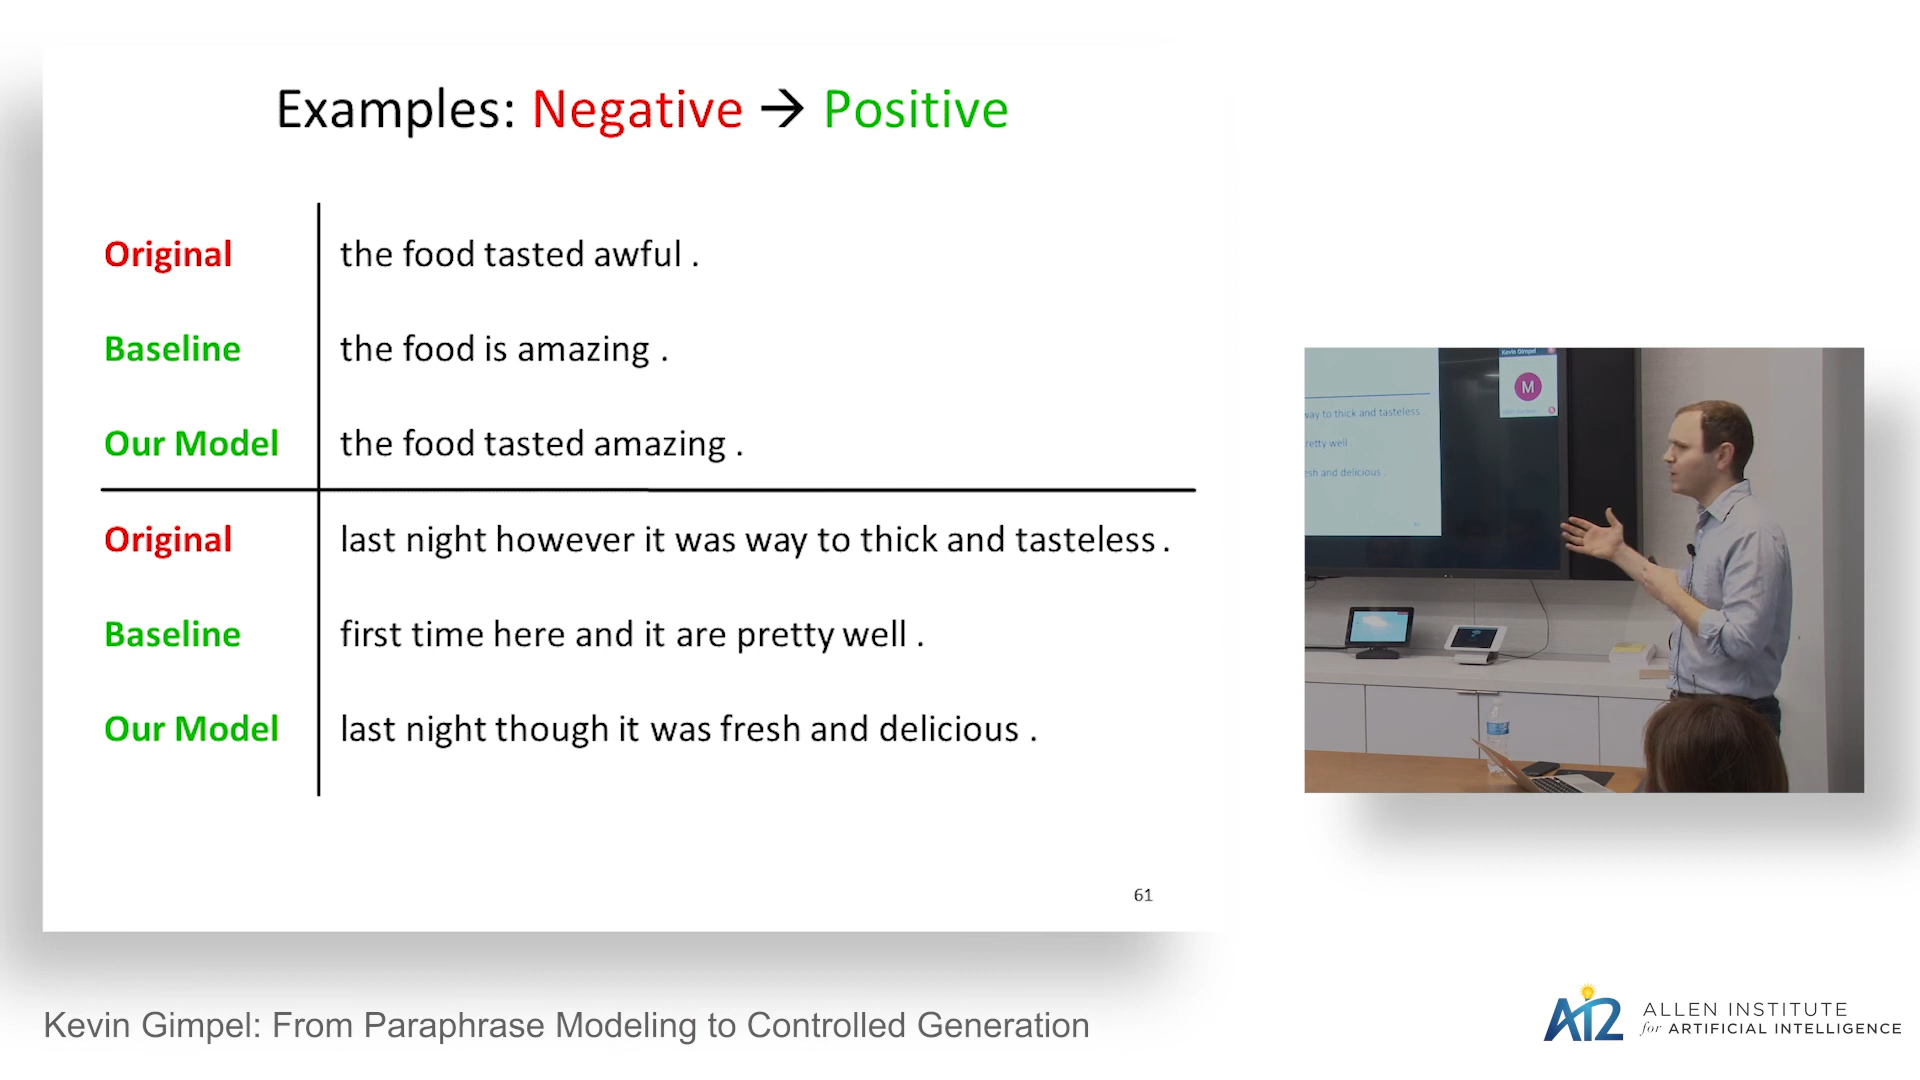 Examples: Negative → Positive
Original the food tasted awful .
Baseline the food is amazing .
Our Model the food tasted amazing .
Original last night however it was way to thick and tasteless .
Baseline first time here and it are pretty well .
Our Model last night though it was fresh and delicious .
61
Kevin Gimpel
M
way to thick and tasteless
retty well
sh and delicious .
Kevin Gimpel: From Paraphrase Modeling to Controlled Generation
AI2
ALLEN INSTITUTE
for ARTIFICIAL INTELLIGENCE